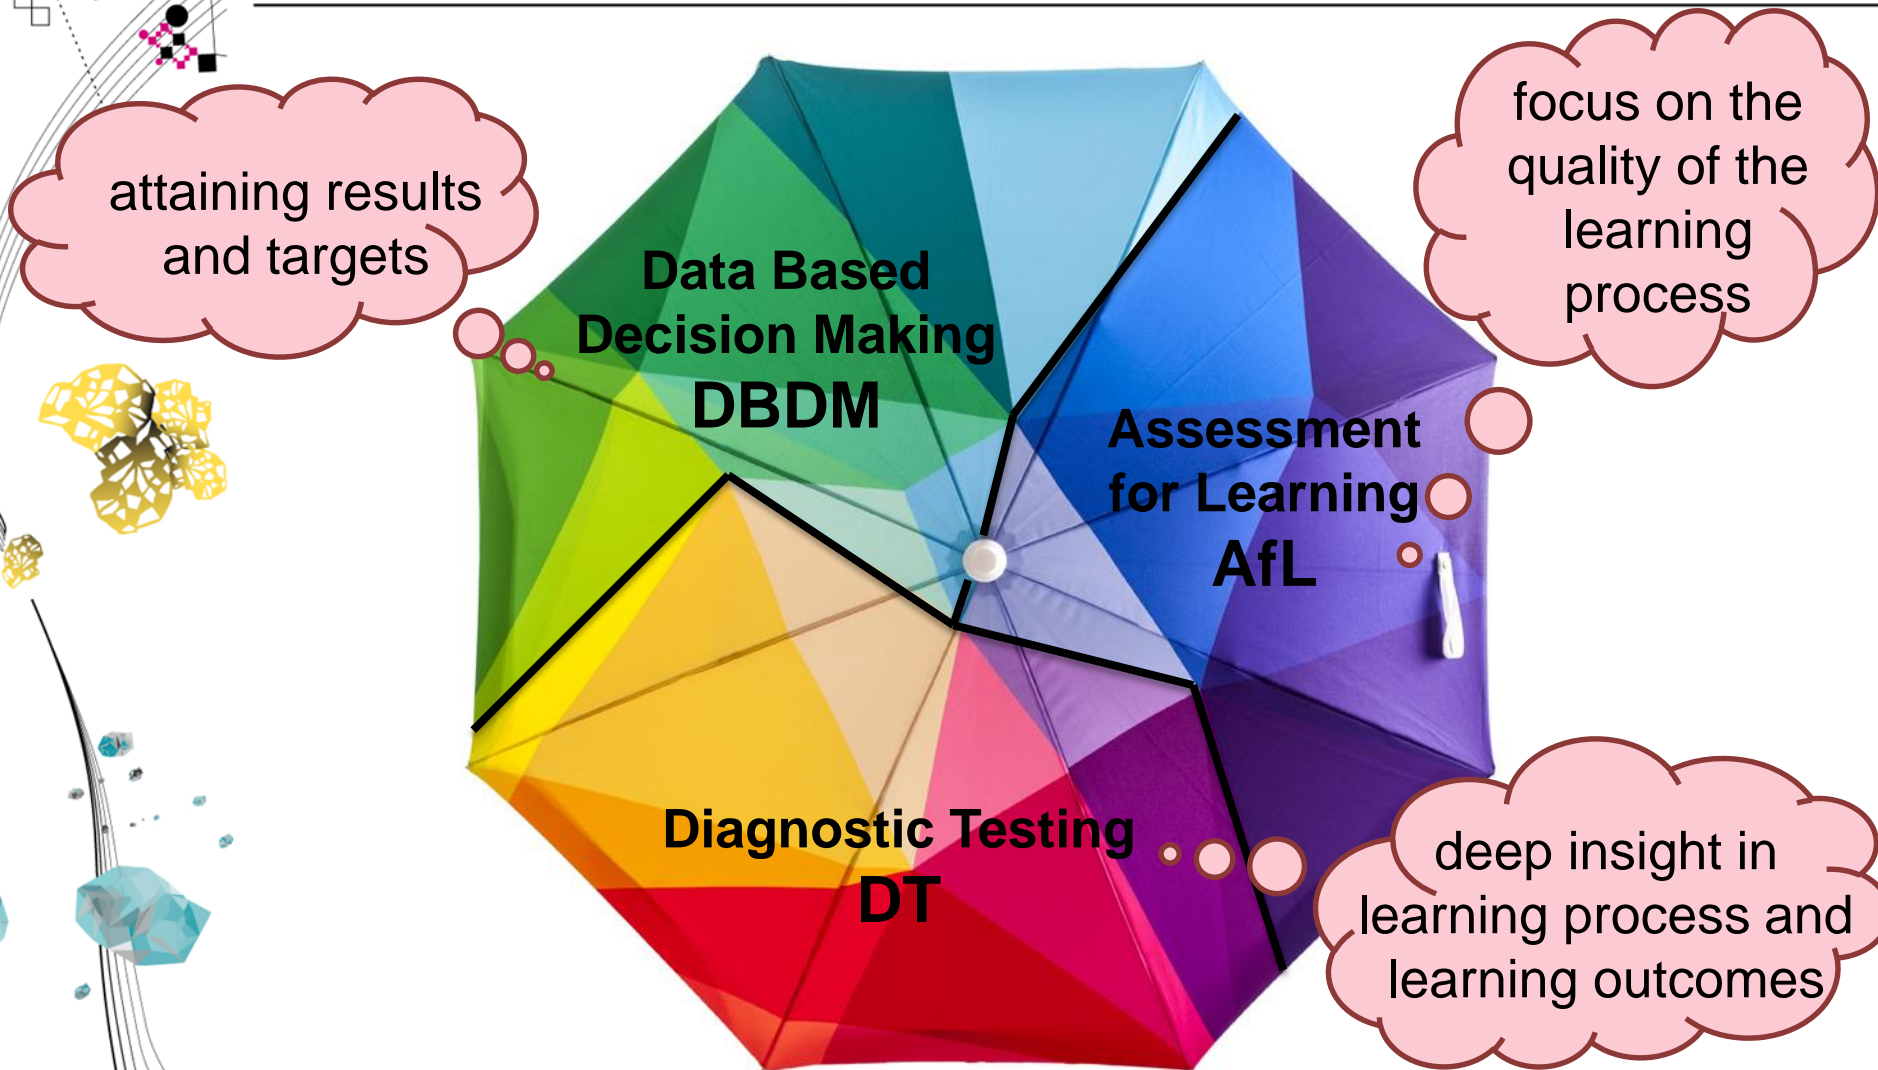 attaining results
and targets
Data Based
Decision Making
DBDM
focus on the
quality of the
learning
process
Assessment
for Learning
AfL
Diagnostic Testing
DT
deep insight in
learning process and
learning outcomes